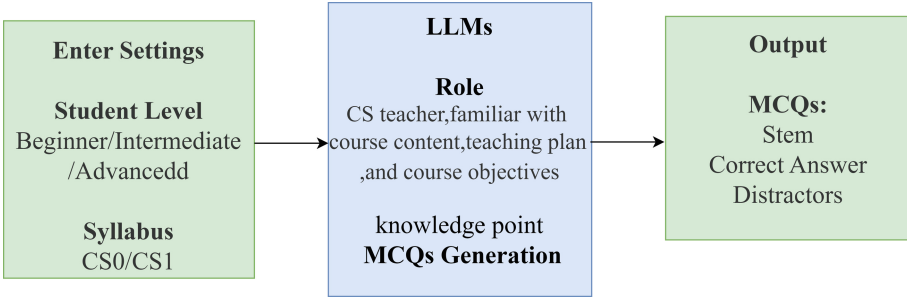 Enter Settings
Student Level
Beginner/Intermediate
/Advancedd
Syllabus
CS0/CS1
LLMs
Role
CS teacher,familiar with
course content,teaching plan
,and course objectives
knowledge point
MCQs Generation
Output
MCQs:
Stem
Correct Answer
Distractors